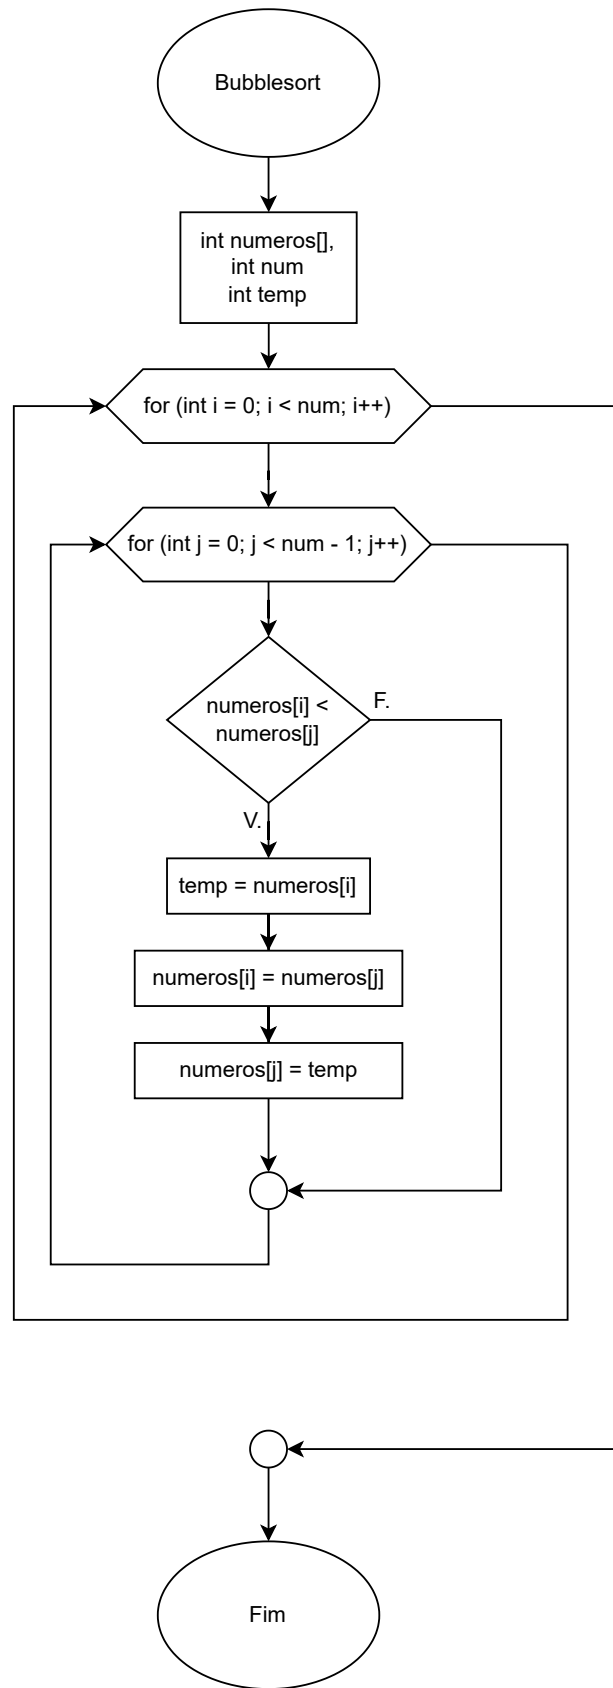 Bubblesort
int numeros[],
int num
int temp
for (int i = 0; i < num; i++)
for (int j = 0; j < num - 1; j++)
numeros[i] <
numeros[j]
F.
V.
temp = numeros[i]
numeros[i] = numeros[j]
numeros[j] = temp
Fim